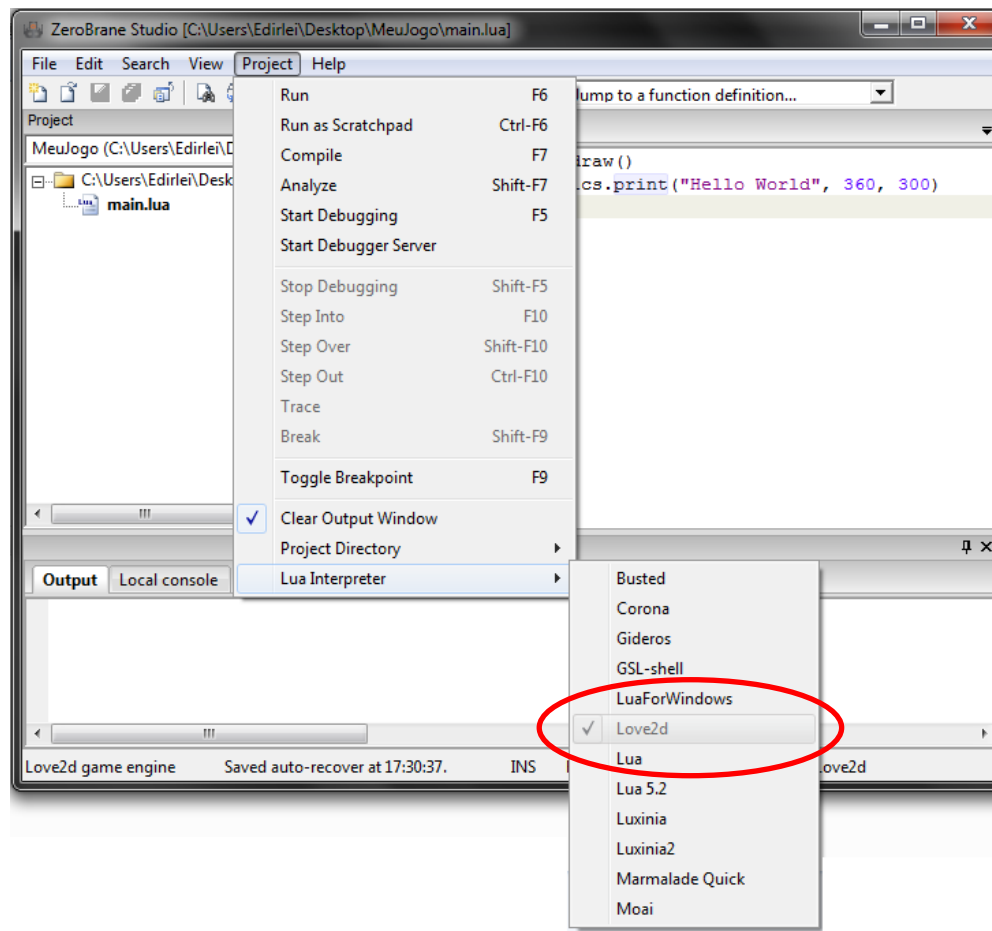 ZeroBrane Studio [C:\Users\Edirlei\Desktop\MeuJogo\main.lua]
File Edit Search View Project Help
Jump to a function definition...
Project
MeuJogo (C:\Users\Edirlei\D
C:\Users\Edirlei\Desk
main.lua
Run F6
Run as Scratchpad Ctrl-F6
Compile F7
Analyze Shift-F7
Start Debugging F5
Start Debugger Server
Stop Debugging Shift-F5
Step Into F10
Step Over Shift-F10
Step Out Ctrl-F10
Trace
Break Shift-F9
Toggle Breakpoint F9
Clear Output Window
Project Directory
Lua Interpreter
draw()
cs.print("Hello World", 360, 300)
Output Local console
Busted
Corona
Gideros
GSL-shell
LuaForWindows
Love2d
Lua
Lua 5.2
Luxinia
Luxinia2
Marmalade Quick
Moai
Love2d game engine Saved auto-recover at 17:30:37. INS Love2d